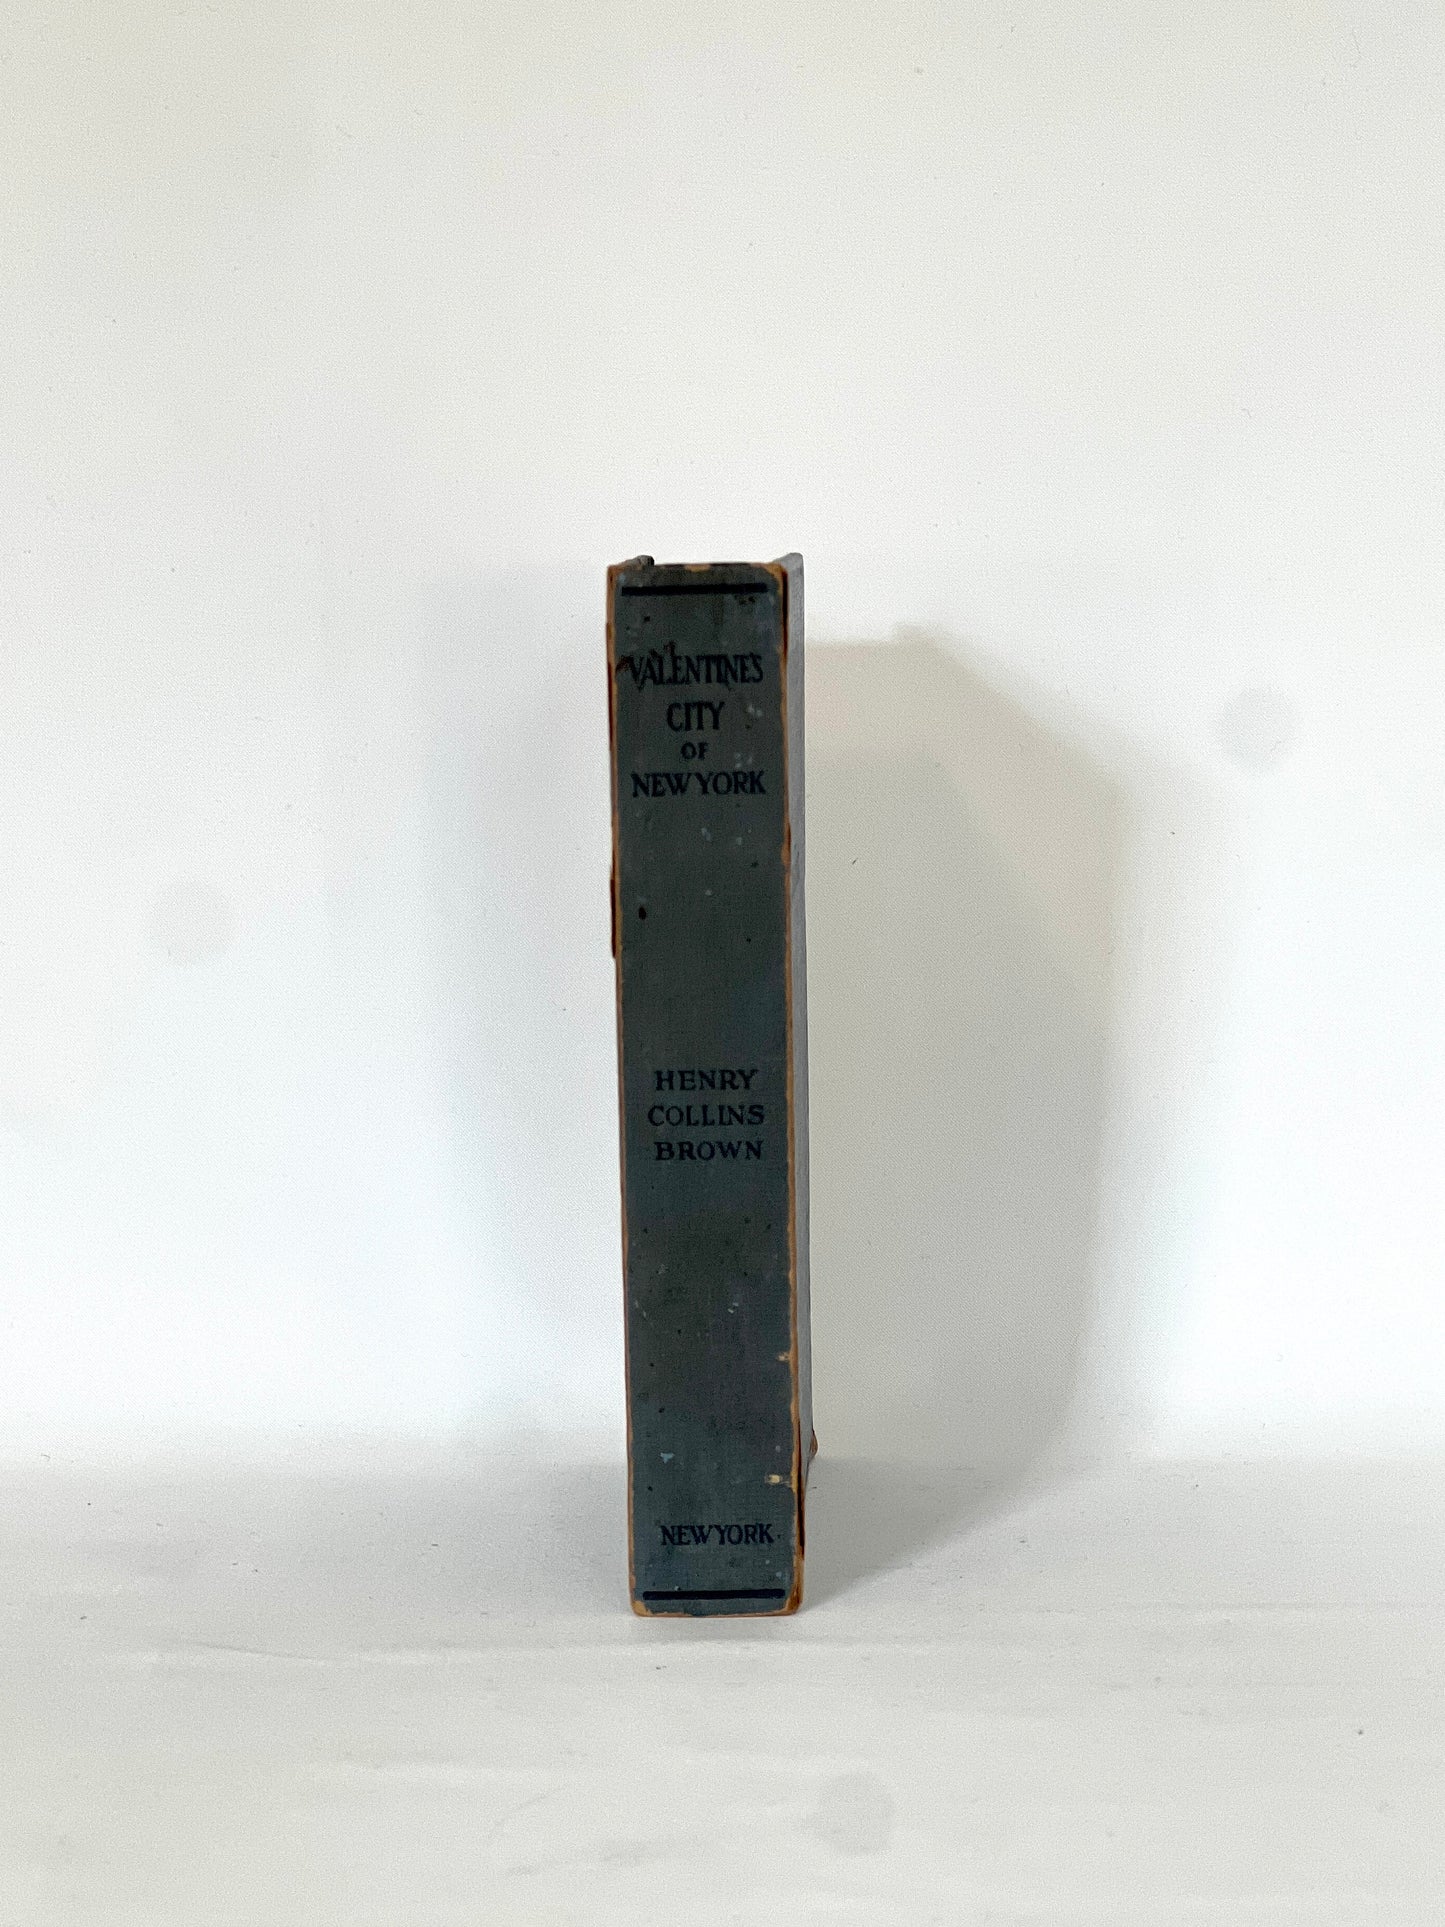 VALENTINE'S
CITY
OF
NEW YORK
HENRY
COLLINS
BROWN
NEW YORK